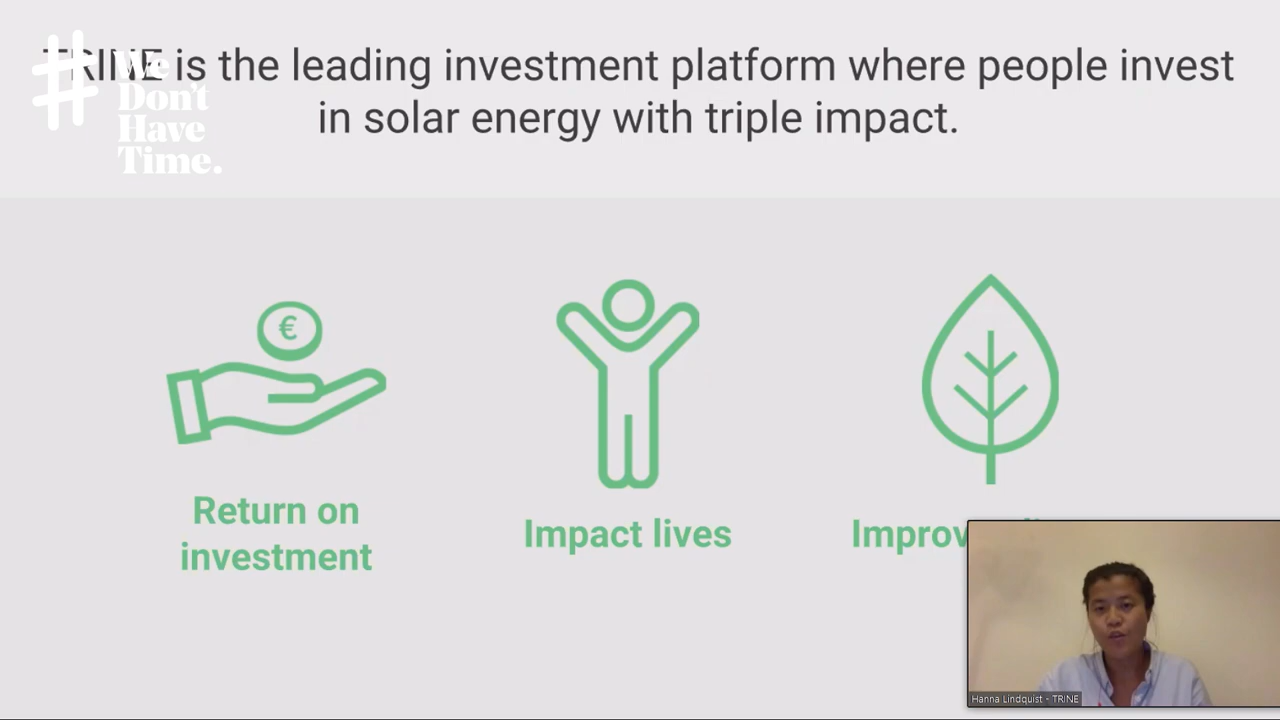 TRINE is the leading investment platform where people invest
in solar energy with triple impact.
#We
Don't
Have
Time.
€
Return on
investment
Impact lives
Improv
Hanna Lindquist - TRINE